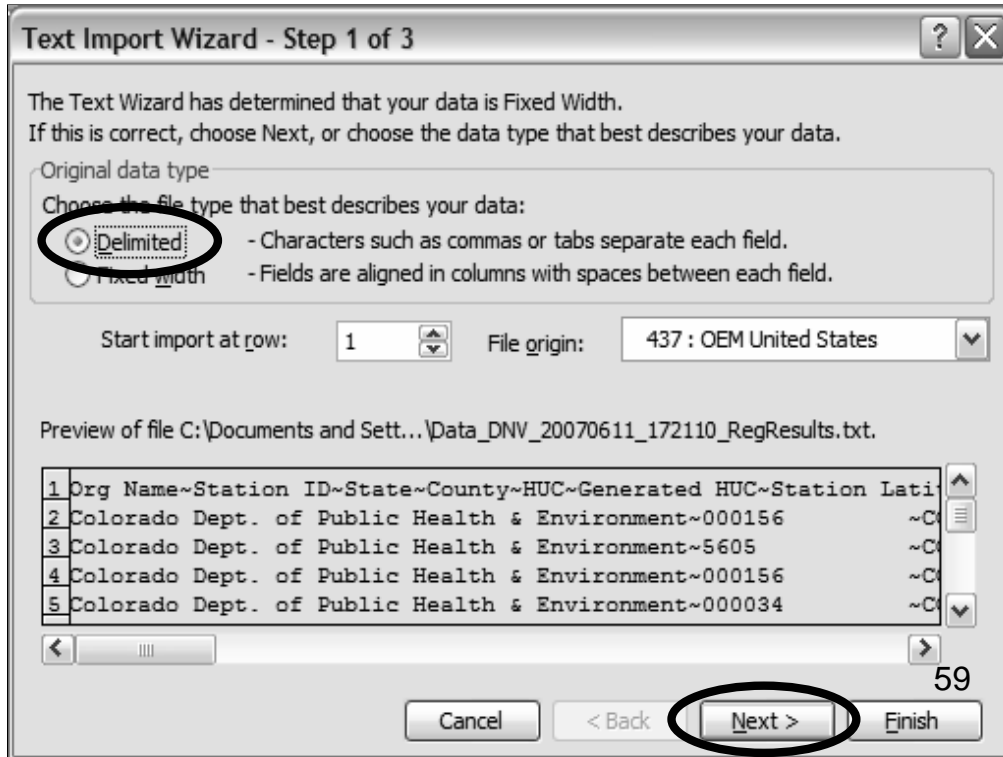 Text Import Wizard - Step 1 of 3
The Text Wizard has determined that your data is Fixed Width.
If this is correct, choose Next, or choose the data type that best describes your data.
Original data type
Choose the file type that best describes your data:
Delimited - Characters such as commas or tabs separate each field.
Fixed width - Fields are aligned in columns with spaces between each field.
Start import at row: 1 File origin: 437 : OEM United States
Preview of file C:\Documents and Sett...\Data_DNV_20070611_172110_RegResults.txt.
1 Org Name~Station ID~State~County~HUC~Generated HUC~Station Lati
2 Colorado Dept. of Public Health & Environment~000156 ~CO
3 Colorado Dept. of Public Health & Environment~5605 ~CO
4 Colorado Dept. of Public Health & Environment~000156 ~CO
5 Colorado Dept. of Public Health & Environment~000034 ~CO
59
Cancel < Back Next > Finish